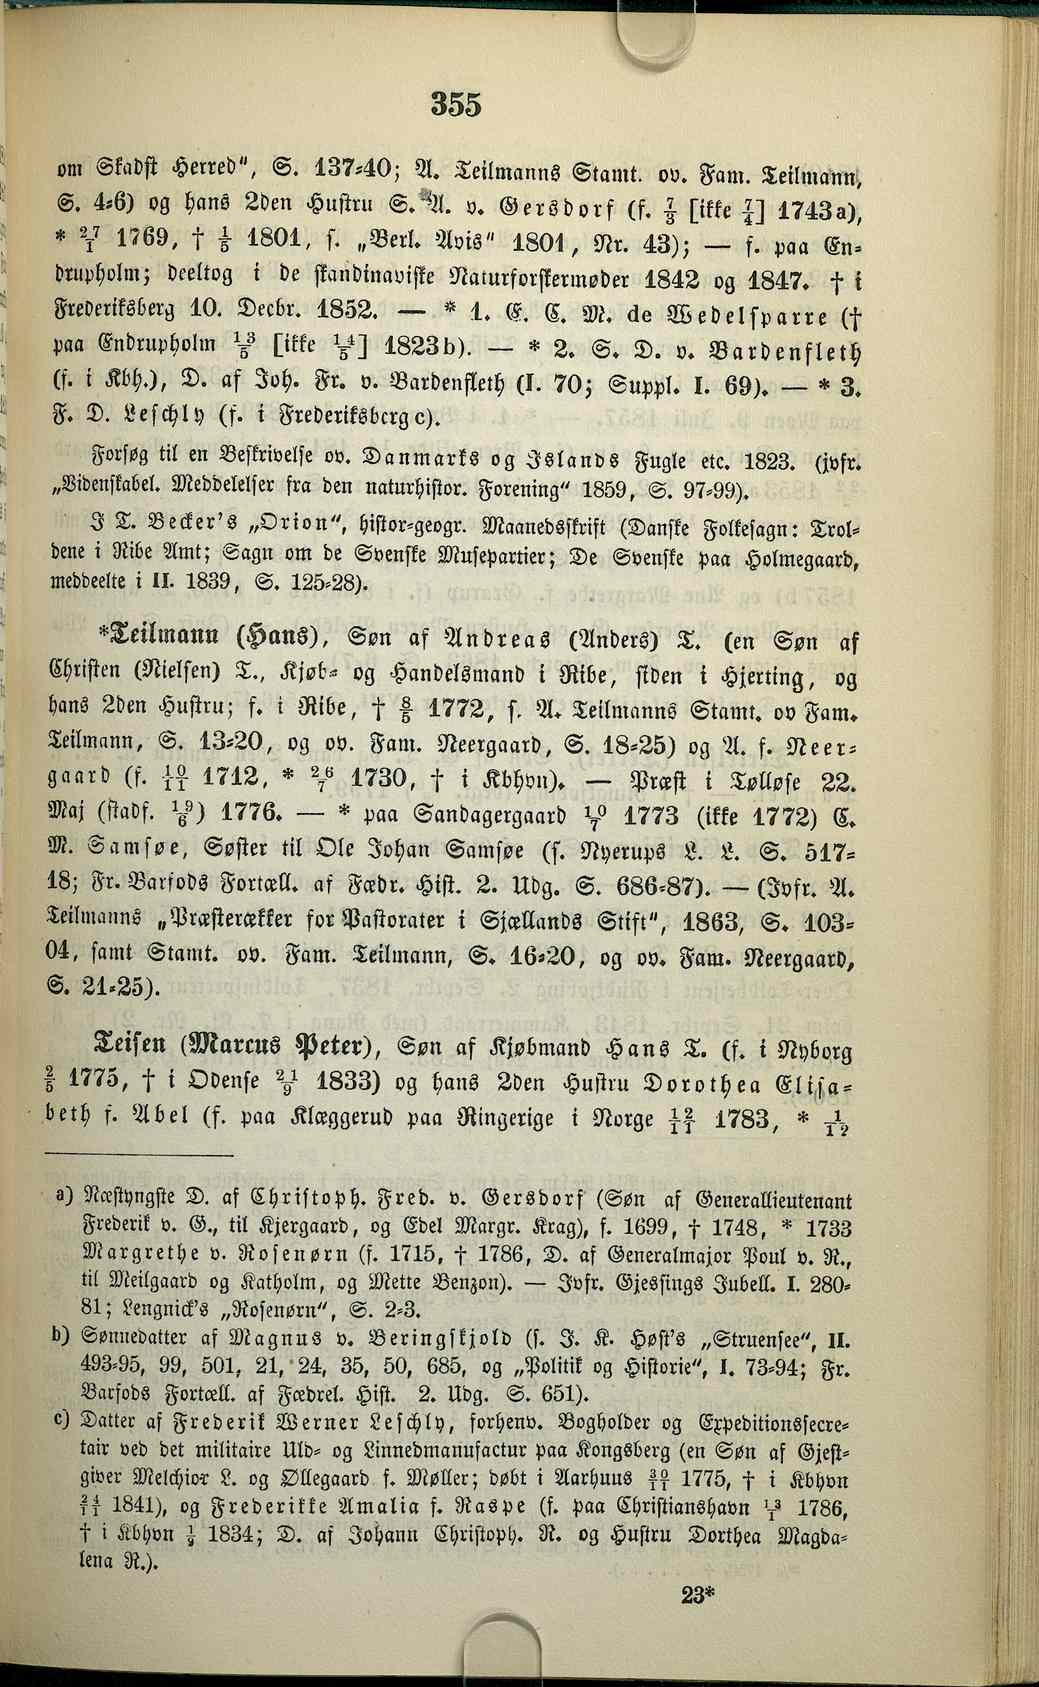 355
om Skadst Herred", S. 137-40; A. Teilmanns Stamt. ov. Fam. Teilmann,
S. 4-6) og hans 2den Hustru S. A. v. Gersdorf (f. 7/3 [ikke 7/4] 1743 a),
* 27/1 1769, † 1/5 1801, s. „Berl. Avis" 1801, Nr. 43); — f. paa En-
drupholm; deeltog i de skandinaviske Naturforskermøder 1842 og 1847. † i
Frederiksberg 10. Decbr. 1852. — * 1. E. C. M. de Wedelsparre (†
paa Endrupholm 13/5 [ikke 14/5] 1823 b). — * 2. S. D. v. Bardenfleth
(f. i Kbh.), D. af Joh. Fr. v. Bardenfleth (I. 70; Suppl. I. 69). — * 3.
F. D. Leschly (f. i Frederiksberg c).
Forsøg til en Beskrivelse ov. Danmarks og Islands Fugle etc. 1823. (jvfr.
„Videnskabel. Meddelelser fra den naturhistor. Forening" 1859, S. 97-99).
I T. Becker's „Orion", histor-geogr. Maanedsskrift (Danske Folkesagn: Trol-
dene i Ribe Amt; Sagn om de Svenske Musepartier; De Svenske paa Holmegaard,
meddeelte i II. 1839, S. 125-28).
*Teilmann (Hans), Søn af Andreas (Anders) T. (en Søn af
Christen (Nielsen) T., Kjøb- og Handelsmand i Ribe, siden i Hjerting, og
hans 2den Hustru; f. i Ribe, † 8/5 1772, s. A. Teilmanns Stamt. ov Fam.
Teilmann, S. 13-20, og ov. Fam. Neergaard, S. 18-25) og A. f. Neer-
gaard (f. 10/11 1712, * 26/7 1730, † i Kbhvn). — Præst i Tølløse 22.
Maj (stadf. 19/6) 1776. — * paa Sandagergaard 10/7 1773 (ikke 1772) C.
M. Samsøe, Søster til Ole Johan Samsøe (s. Nyerups L. L. S. 517-
18; Fr. Barfods Fortæll. af Fædr. Hist. 2. Udg. S. 686-87). — (Jvfr. A.
Teilmanns „Præsterækker for Pastorater i Sjællands Stift", 1863, S. 103-
04, samt Stamt. ov. Fam. Teilmann, S. 16-20, og ov. Fam. Neergaard,
S. 21-25).
Teisen (Marcus Peter), Søn af Kjøbmand Hans T. (f. i Nyborg
2/5 1775, † i Odense 21/9 1833) og hans 2den Hustru Dorothea Elisa-
beth f. Abel (f. paa Klæggerud paa Ringerige i Norge 12/11 1783, * 1/12
a) Næstyngste D. af Christoph. Fred. v. Gersdorf (Søn af Generallieutenant
Frederik v. G., til Kjergaard, og Edel Margr. Krag), f. 1699, † 1748, * 1733
Margrethe v. Rosenørn (f. 1715, † 1786, D. af Generalmajor Poul v. R.,
til Meilgaard og Katholm, og Mette Benzon). — Jvfr. Gjessings Jubell. I. 280-
81; Lengnick's „Rosenørn", S. 2-3.
b) Sønnedatter af Magnus v. Beringskjold (s. J. K. Høst's „Struensee", II.
493-95, 99, 501, 21, 24, 35, 50, 685, og „Politik og Historie", I. 73-94; Fr.
Barfods Fortæll. af Fædrel. Hist. 2. Udg. S. 651).
c) Datter af Frederik Werner Leschly, forhenv. Bogholder og Expeditionssecre-
tair ved det militaire Uld- og Linnedmanufactur paa Kongsberg (en Søn af Gjest-
giver Melchior L. og Øllegaard f. Møller; døbt i Aarhuus 30/11 1775, † i Kbhvn
24/11 1841), og Frederikke Amalia f. Raspe (f. paa Christianshavn 13/1 1786,
† i Kbhvn 1/9 1834; D. af Johann Christoph. R. og Hustru Dorthea Magda-
lena R.).
23*